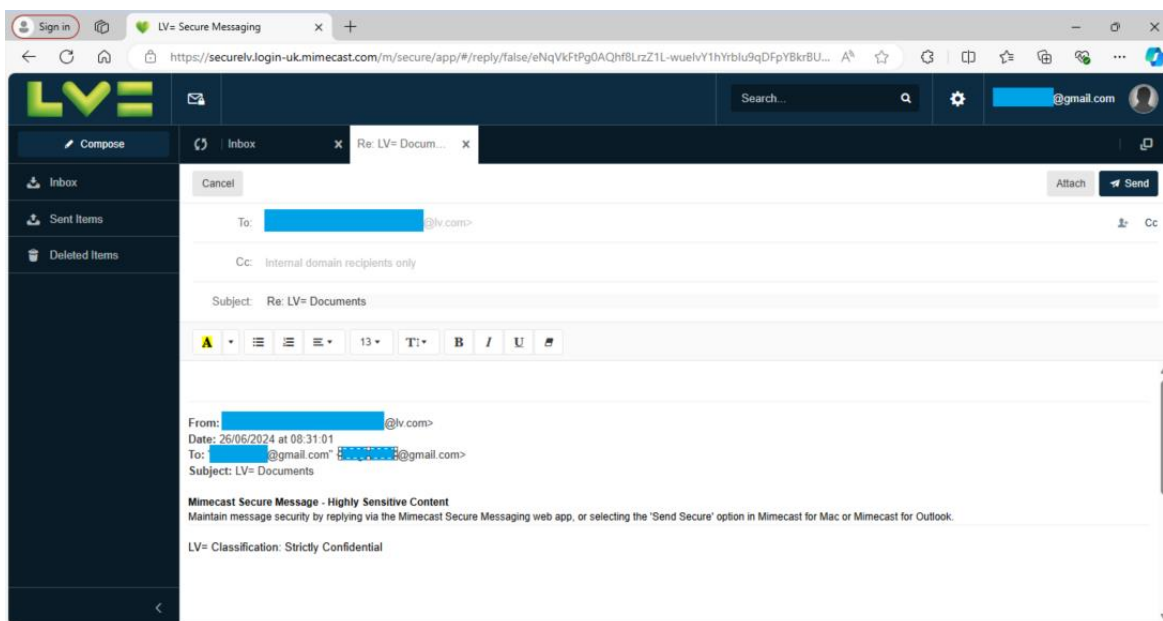 Sign in LV= Secure Messaging
https://securelv.login-uk.mimecast.com/m/secure/app/#/reply/false/eNqVkFtPg0AQhf8LrzZ1L-wuelvY1hYrbIu9qDFpYBkrBU...
LV= Search... @gmail.com
Compose Inbox Re: LV= Docum...
Inbox Cancel Attach Send
Sent Items To: @lv.com> Cc
Deleted Items Cc: Internal domain recipients only
Subject: Re: LV= Documents
A 13 T B I U
From: @lv.com>
Date: 26/06/2024 at 08:31:01
To: "@gmail.com" @gmail.com>
Subject: LV= Documents
Mimecast Secure Message - Highly Sensitive Content
Maintain message security by replying via the Mimecast Secure Messaging web app, or selecting the 'Send Secure' option in Mimecast for Mac or Mimecast for Outlook.
LV= Classification: Strictly Confidential